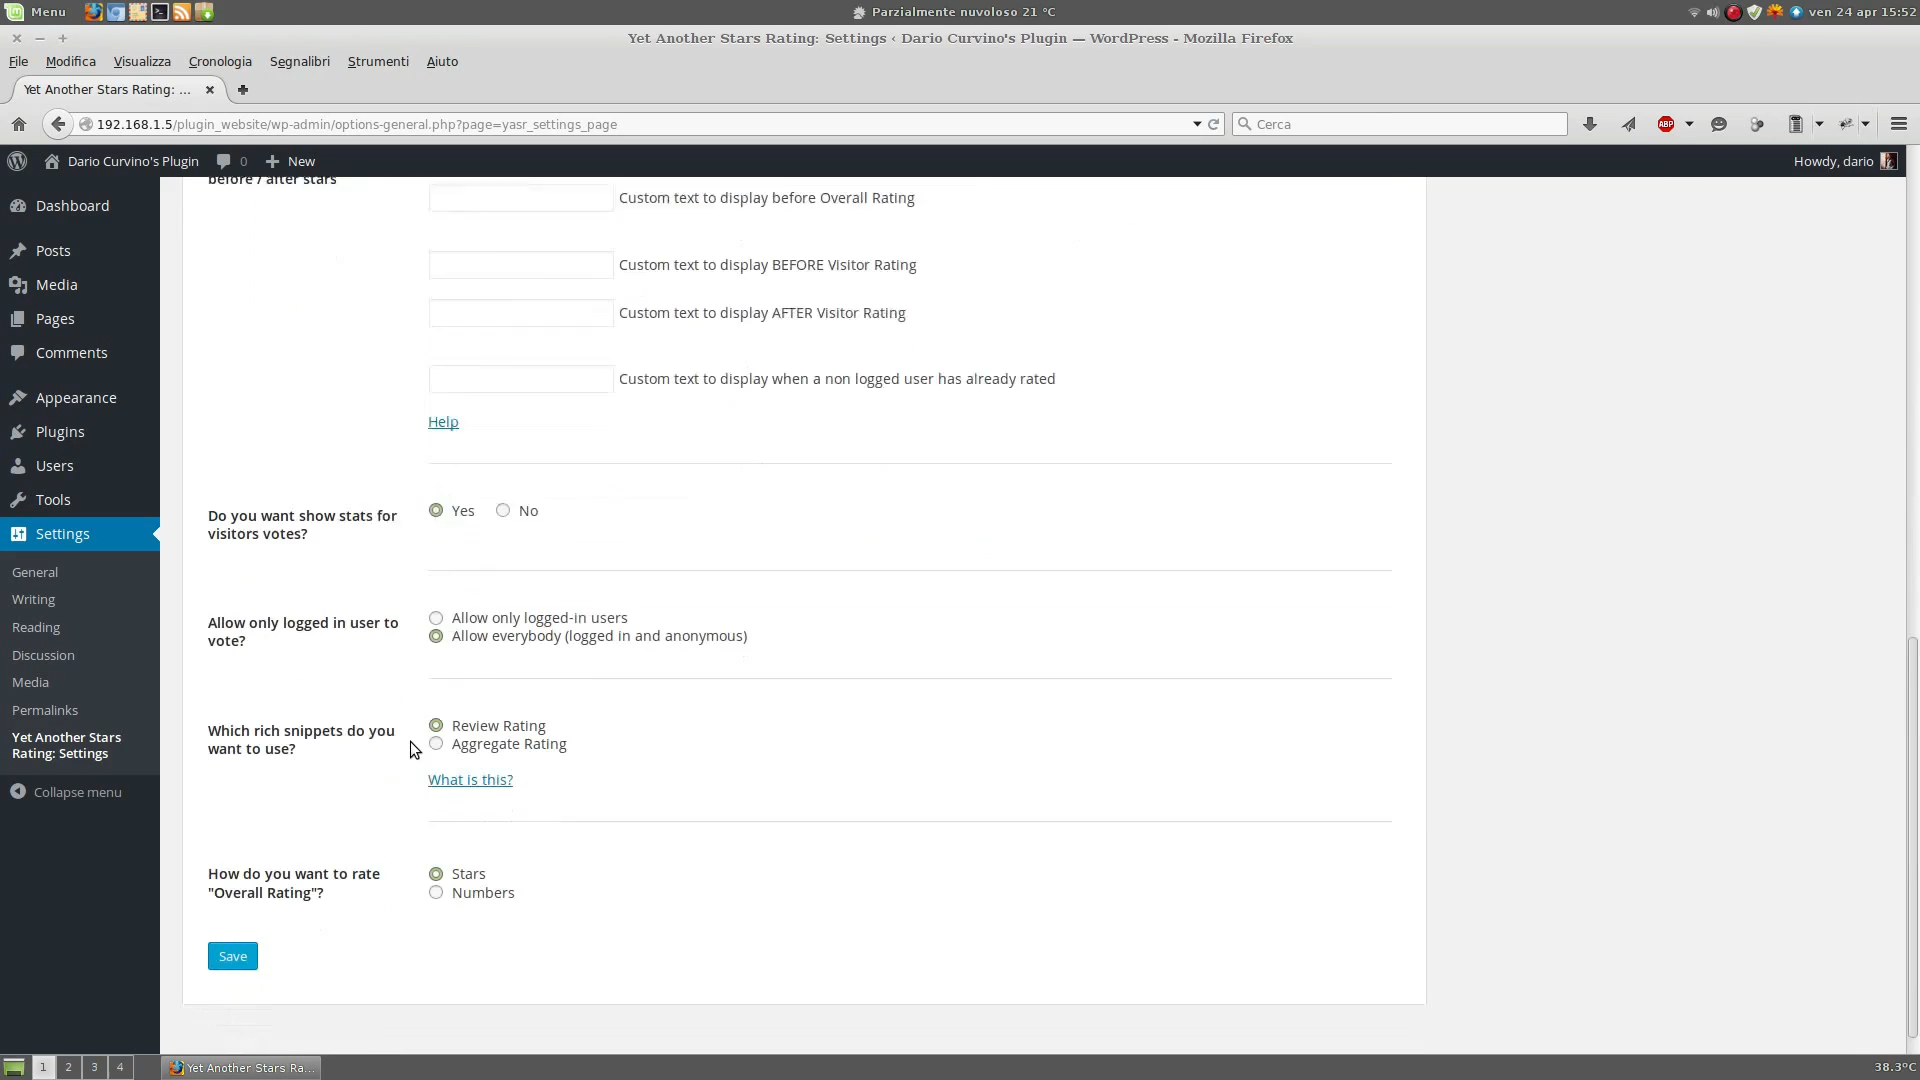 Menu
Parzialmente nuvoloso 21 °C
ven 24 apr 15:52
Yet Another Stars Rating: Settings ‹ Dario Curvino's Plugin — WordPress - Mozilla Firefox
File Modifica Visualizza Cronologia Segnalibri Strumenti Aiuto
Yet Another Stars Rating: ...
192.168.1.5/plugin_website/wp-admin/options-general.php?page=yasr_settings_page
Cerca
ABP
Dario Curvino's Plugin 0 New
Howdy, dario
Dashboard
Posts
Media
Pages
Comments
Appearance
Plugins
Users
Tools
Settings
General
Writing
Reading
Discussion
Media
Permalinks
Yet Another Stars
Rating: Settings
Collapse menu
before / after stars
Custom text to display before Overall Rating
Custom text to display BEFORE Visitor Rating
Custom text to display AFTER Visitor Rating
Custom text to display when a non logged user has already rated
Help
Do you want show stats for
visitors votes?
Yes No
Allow only logged in user to
vote?
Allow only logged-in users
Allow everybody (logged in and anonymous)
Which rich snippets do you
want to use?
Review Rating
Aggregate Rating
What is this?
How do you want to rate
"Overall Rating"?
Stars
Numbers
Save
1 2 3 4
Yet Another Stars Ra...
38.3°C